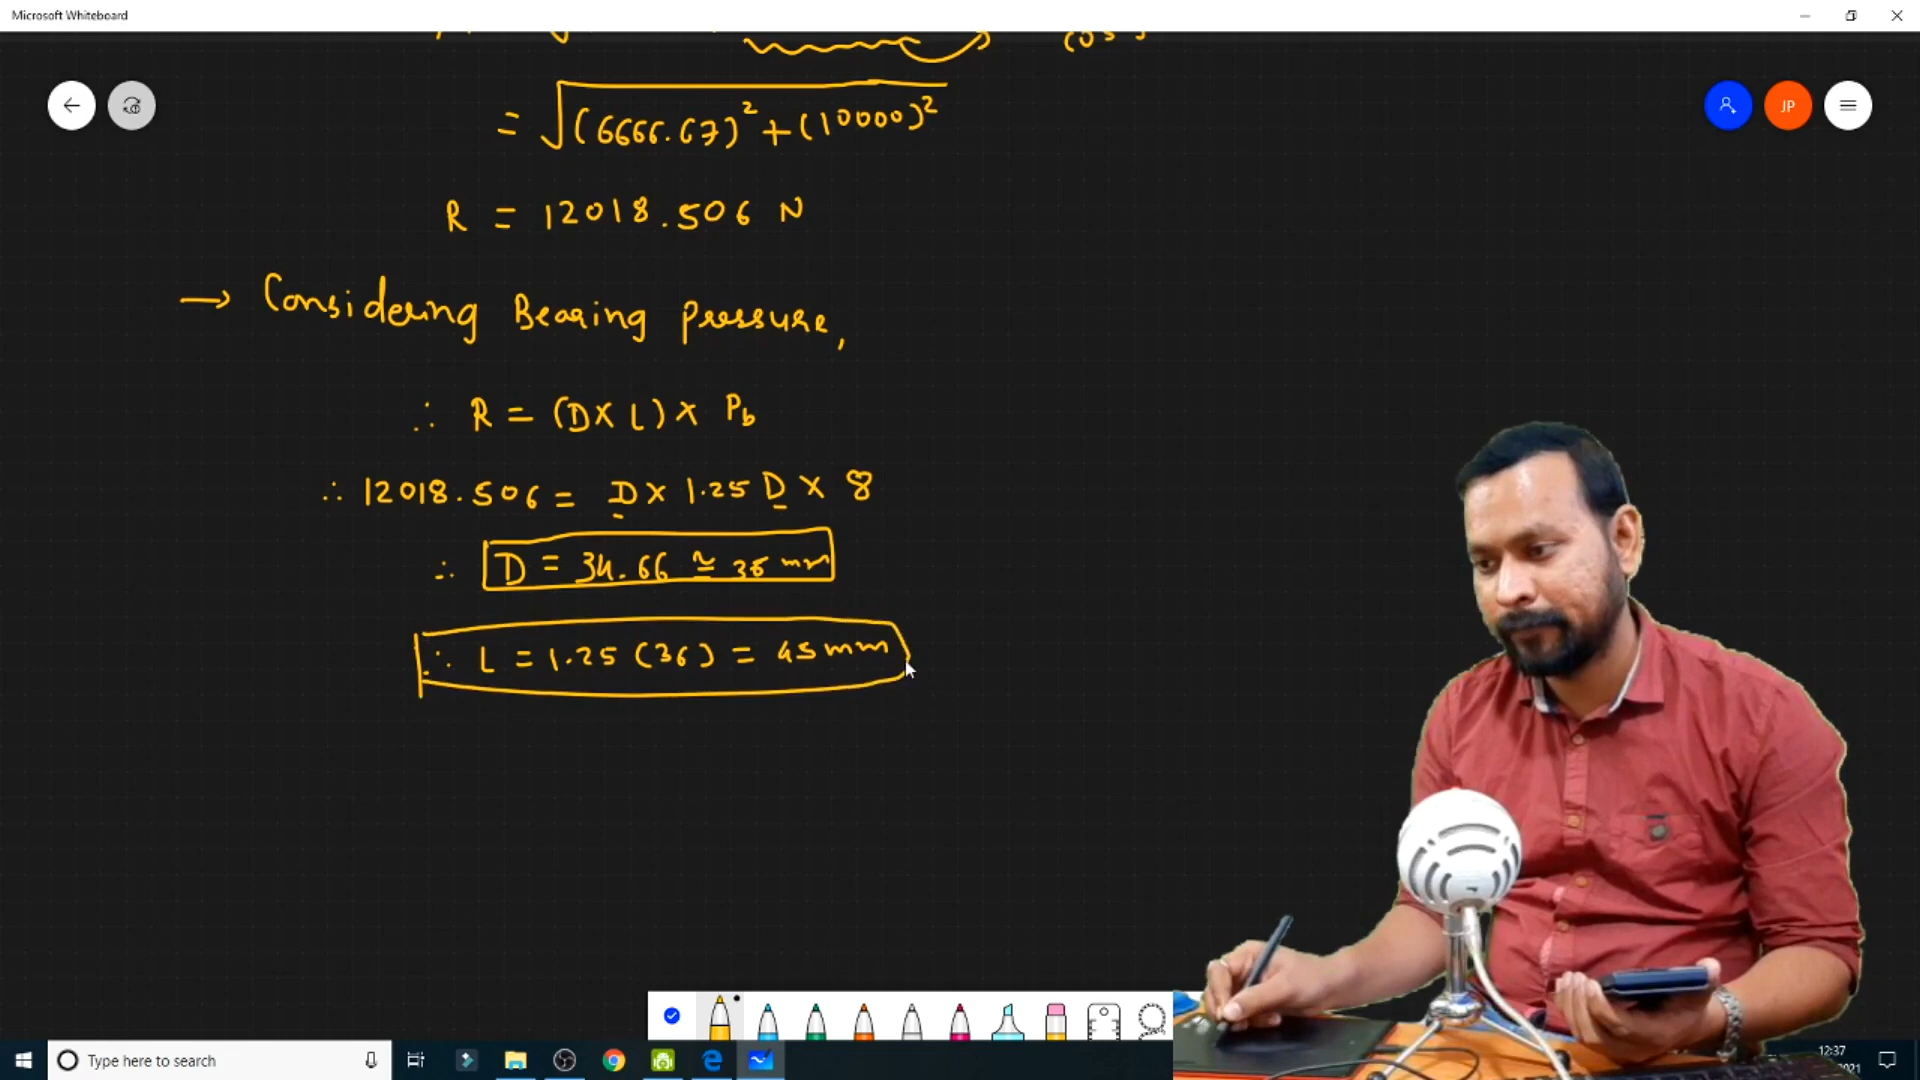 Microsoft Whiteboard
JP
= √(6666.67)² + (10000)²
R = 12018.506 N
→ Considering Bearing pressure,
∴ R = (D × L) × Pb
∴ 12018.506 = D × 1.25 D × 8
∴ D = 34.66 ≅ 36 mm
∴ L = 1.25 (36) = 45 mm
Type here to search
12:37